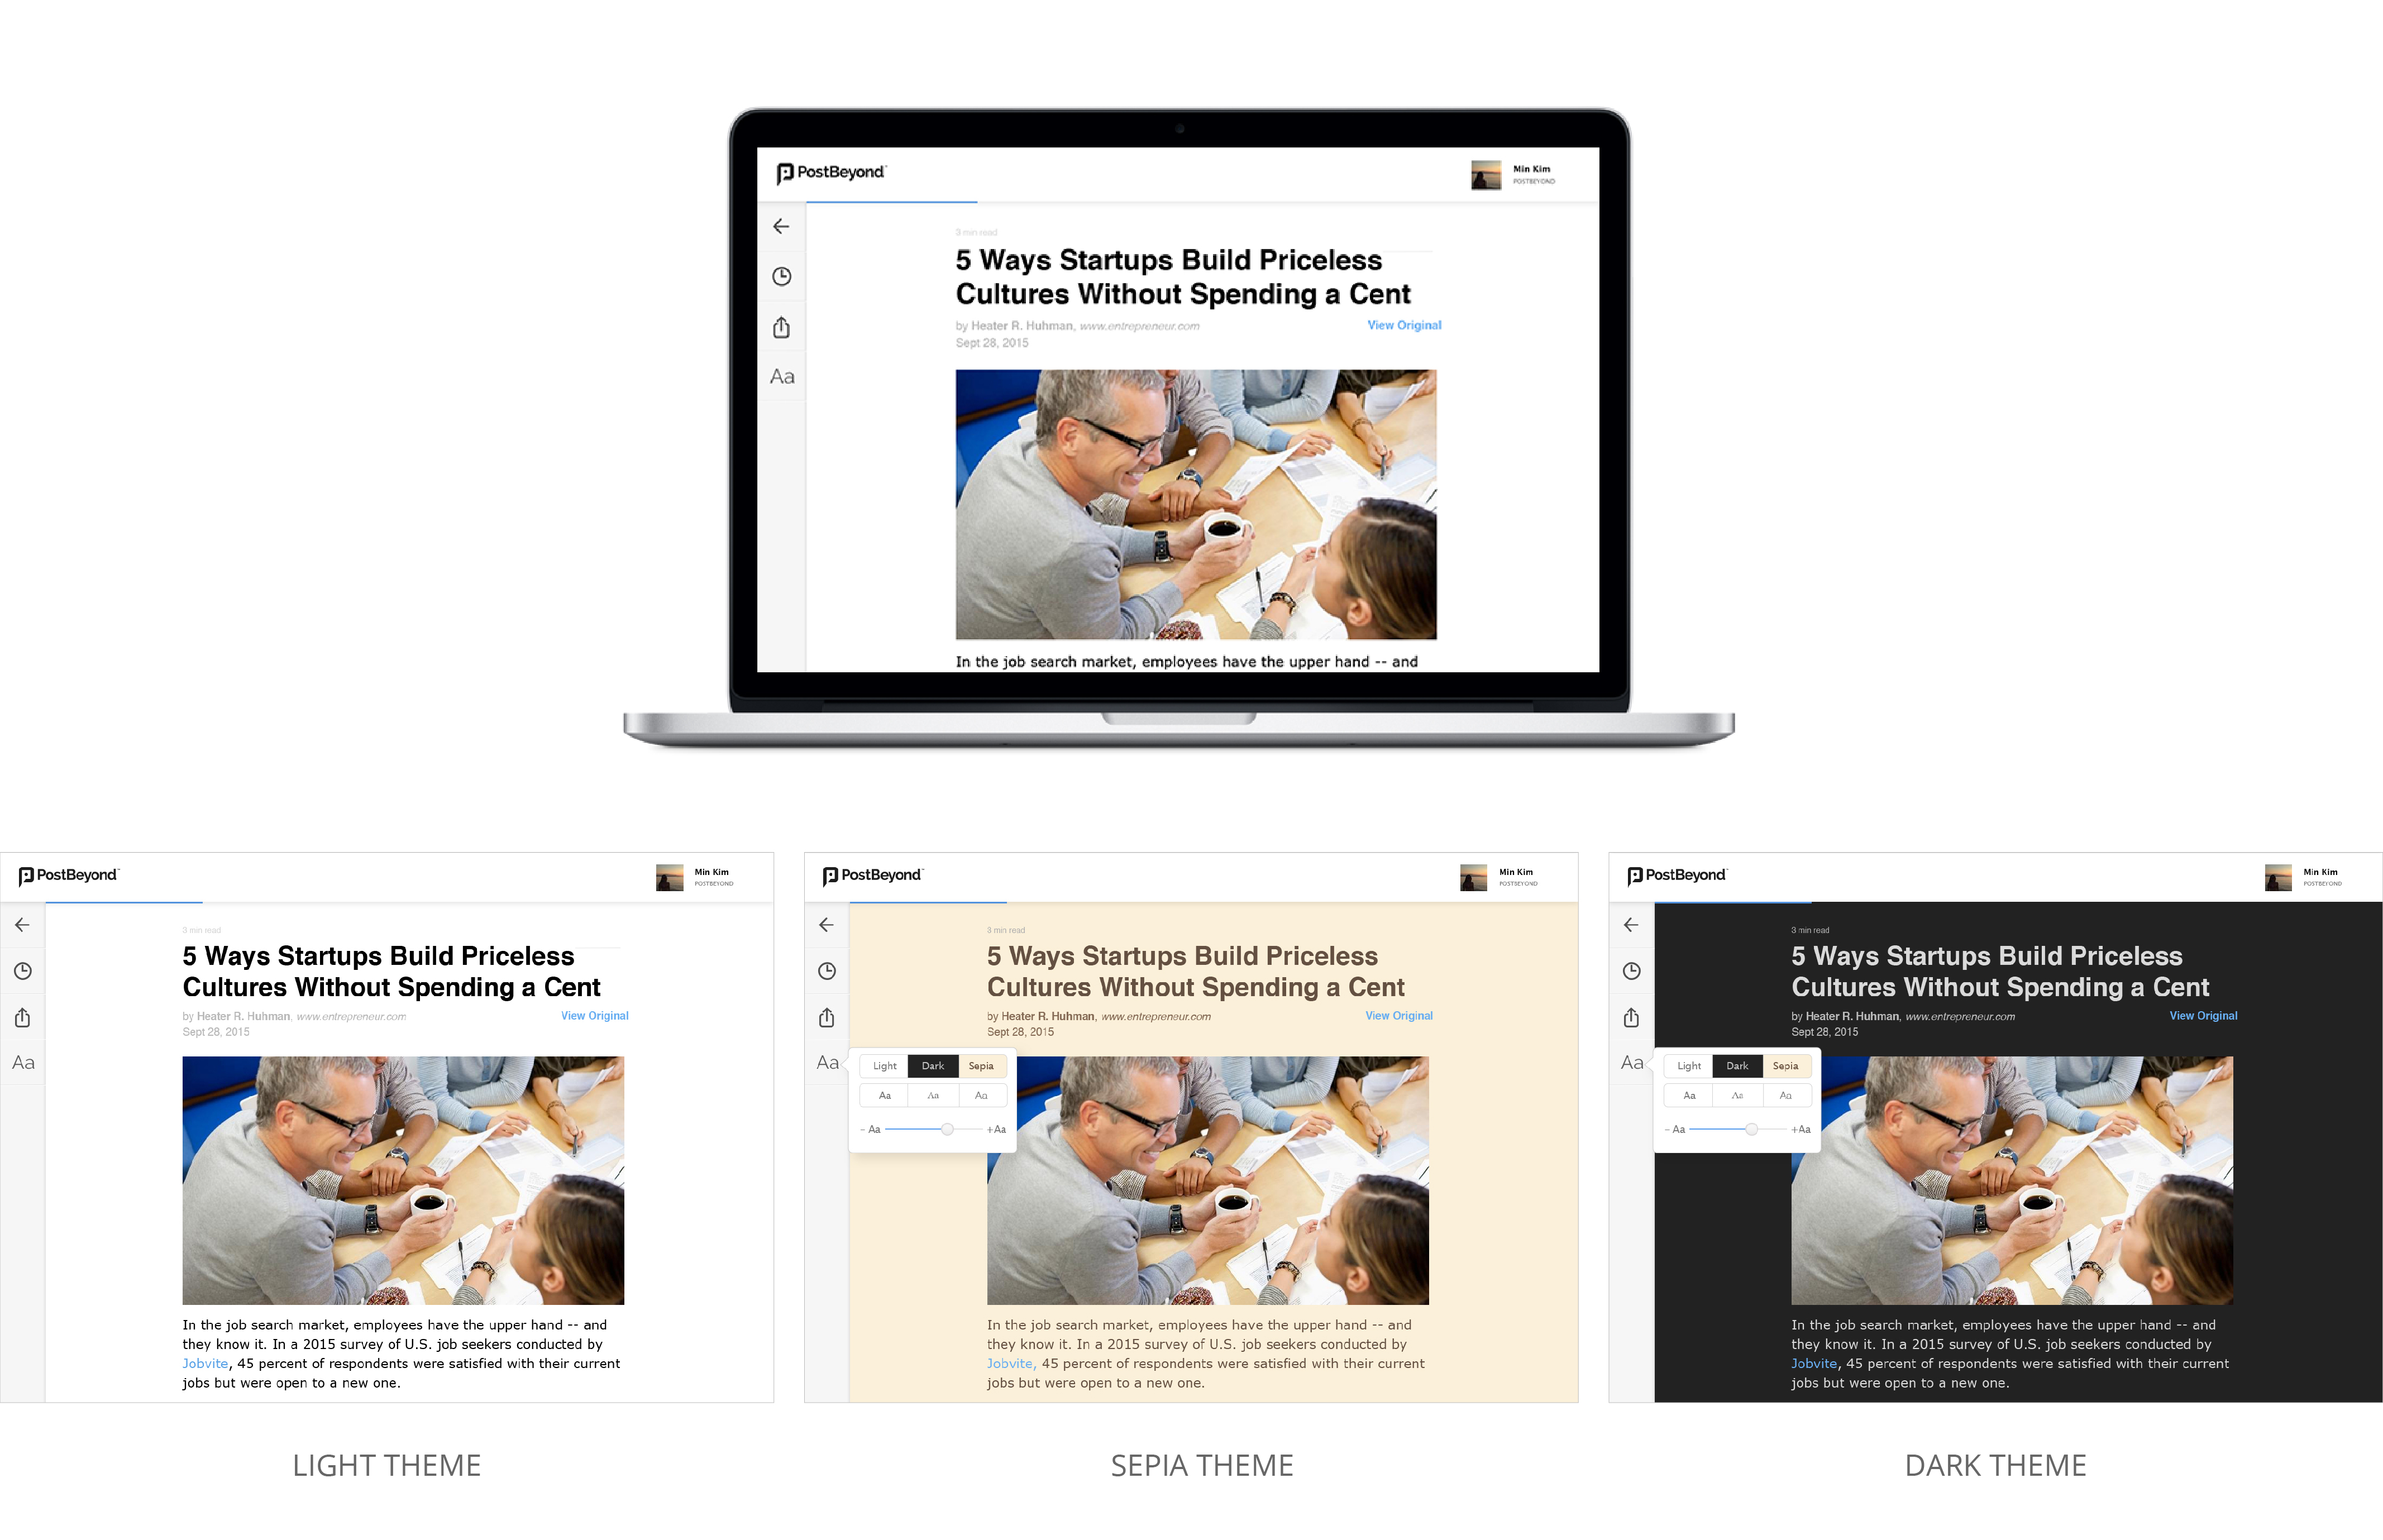 PostBeyond™
Min Kim
POSTBEYOND
3 min read
5 Ways Startups Build Priceless
Cultures Without Spending a Cent
by Heater R. Huhman, www.entrepreneur.com
View Original
Sept 28, 2015
Aa
In the job search market, employees have the upper hand -- and
PostBeyond™
Min Kim
POSTBEYOND
3 min read
5 Ways Startups Build Priceless
Cultures Without Spending a Cent
by Heater R. Huhman, www.entrepreneur.com
View Original
Sept 28, 2015
Aa
In the job search market, employees have the upper hand -- and
they know it. In a 2015 survey of U.S. job seekers conducted by
Jobvite, 45 percent of respondents were satisfied with their current
jobs but were open to a new one.
LIGHT THEME
PostBeyond™
Min Kim
POSTBEYOND
3 min read
5 Ways Startups Build Priceless
Cultures Without Spending a Cent
by Heater R. Huhman, www.entrepreneur.com
View Original
Sept 28, 2015
Aa
Light Dark Sepia
Aa Aa Aa
- Aa +Aa
In the job search market, employees have the upper hand -- and
they know it. In a 2015 survey of U.S. job seekers conducted by
Jobvite, 45 percent of respondents were satisfied with their current
jobs but were open to a new one.
SEPIA THEME
PostBeyond™
Min Kim
POSTBEYOND
3 min read
5 Ways Startups Build Priceless
Cultures Without Spending a Cent
by Heater R. Huhman, www.entrepreneur.com
View Original
Sept 28, 2015
Aa
Light Dark Sepia
Aa Aa Aa
- Aa +Aa
In the job search market, employees have the upper hand -- and
they know it. In a 2015 survey of U.S. job seekers conducted by
Jobvite, 45 percent of respondents were satisfied with their current
jobs but were open to a new one.
DARK THEME